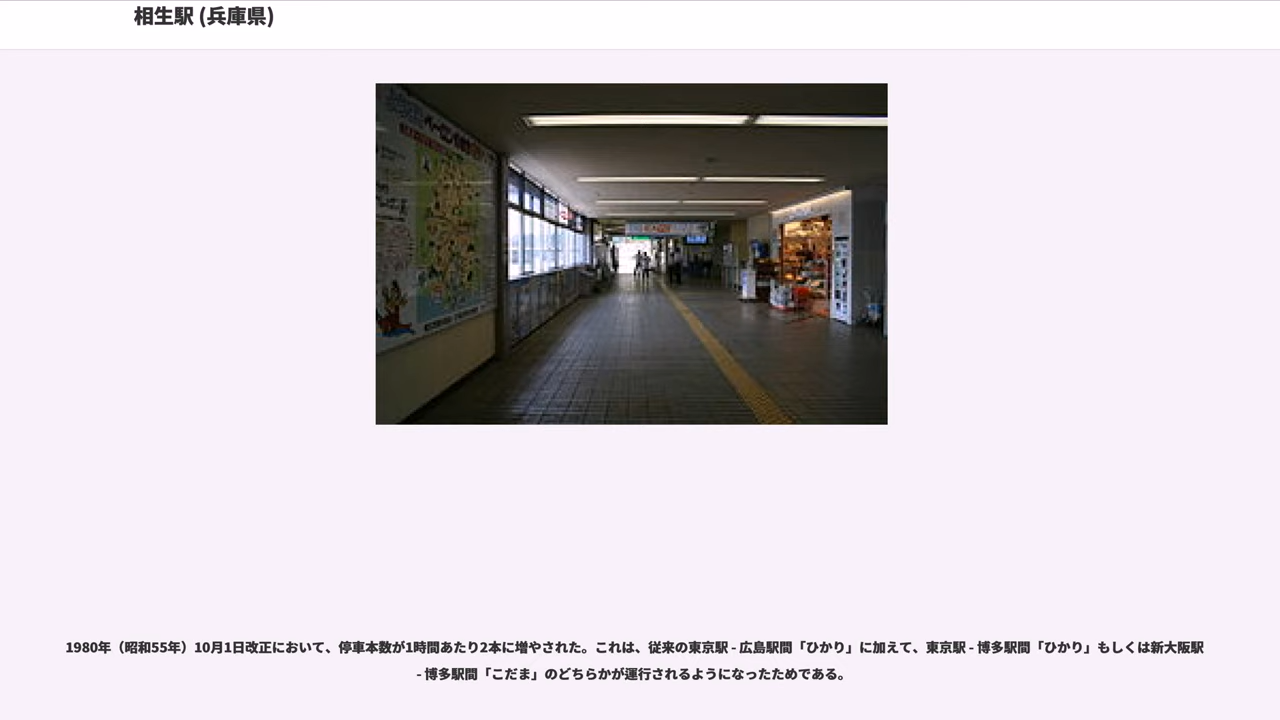 相生駅 (兵庫県)
1980年（昭和55年）10月1日改正において、停車本数が1時間あたり2本に増やされた。これは、従来の東京駅 - 広島駅間「ひかり」に加えて、東京駅 - 博多駅間「ひかり」もしくは新大阪駅
- 博多駅間「こだま」のどちらかが運行されるようになったためである。